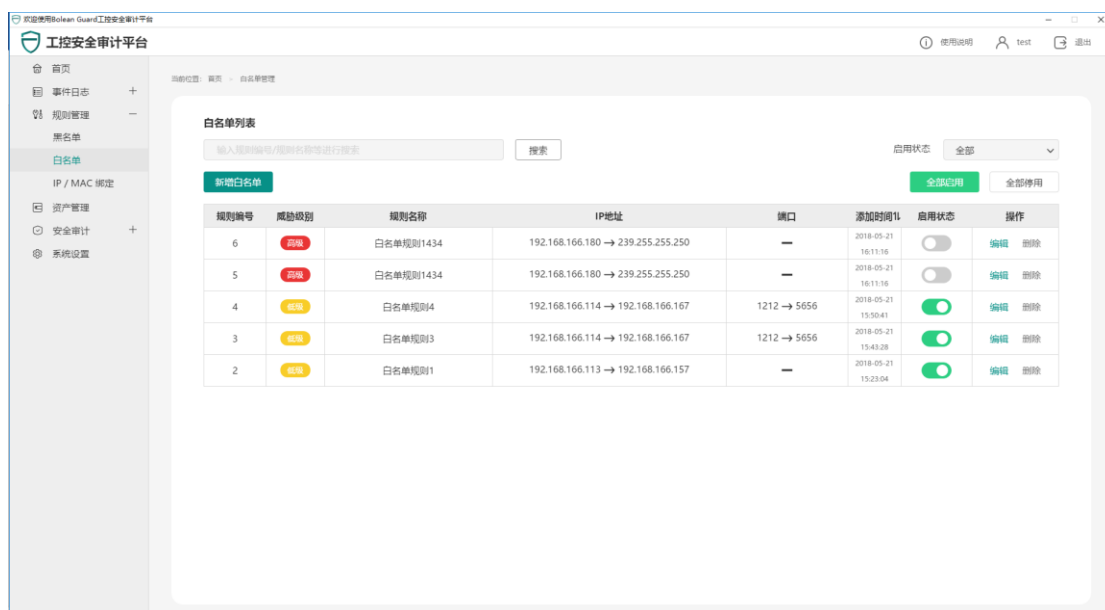 欢迎使用Bolean Guard工控安全审计平台
工控安全审计平台
使用说明
test
退出
首页
事件日志
规则管理
黑名单
白名单
IP / MAC 绑定
资产管理
安全审计
系统设置
当前位置: 首页 > 白名单管理
白名单列表
输入规则编号/规则名称等进行搜索
搜索
启用状态 全部
新增白名单
全部启用
全部停用
规则编号 威胁级别 规则名称 IP地址 端口 添加时间 启用状态 操作
6 高级 白名单规则1434 192.168.166.180 → 239.255.255.250 — 2018-05-21 16:11:16 编辑 删除
5 高级 白名单规则1434 192.168.166.180 → 239.255.255.250 — 2018-05-21 16:11:16 编辑 删除
4 低级 白名单规则4 192.168.166.114 → 192.168.166.167 1212 → 5656 2018-05-21 15:50:41 编辑 删除
3 低级 白名单规则3 192.168.166.114 → 192.168.166.167 1212 → 5656 2018-05-21 15:43:28 编辑 删除
2 低级 白名单规则1 192.168.166.113 → 192.168.166.157 — 2018-05-21 15:23:04 编辑 删除